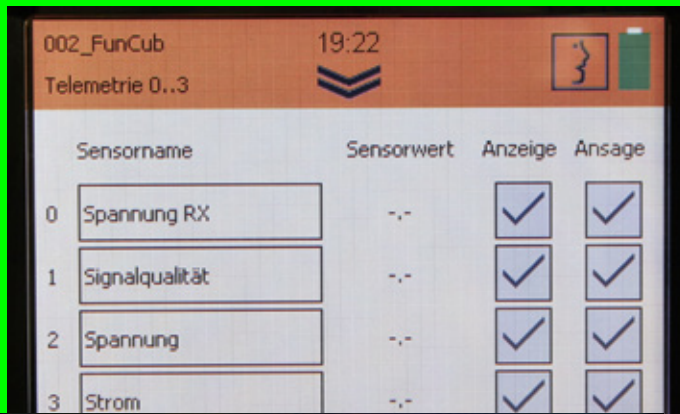 002_FunCub 19:22
Telemetrie 0..3
Sensorname Sensorwert Anzeige Ansage
0 Spannung RX -.-
1 Signalqualität -.-
2 Spannung -.-
3 Strom -.-